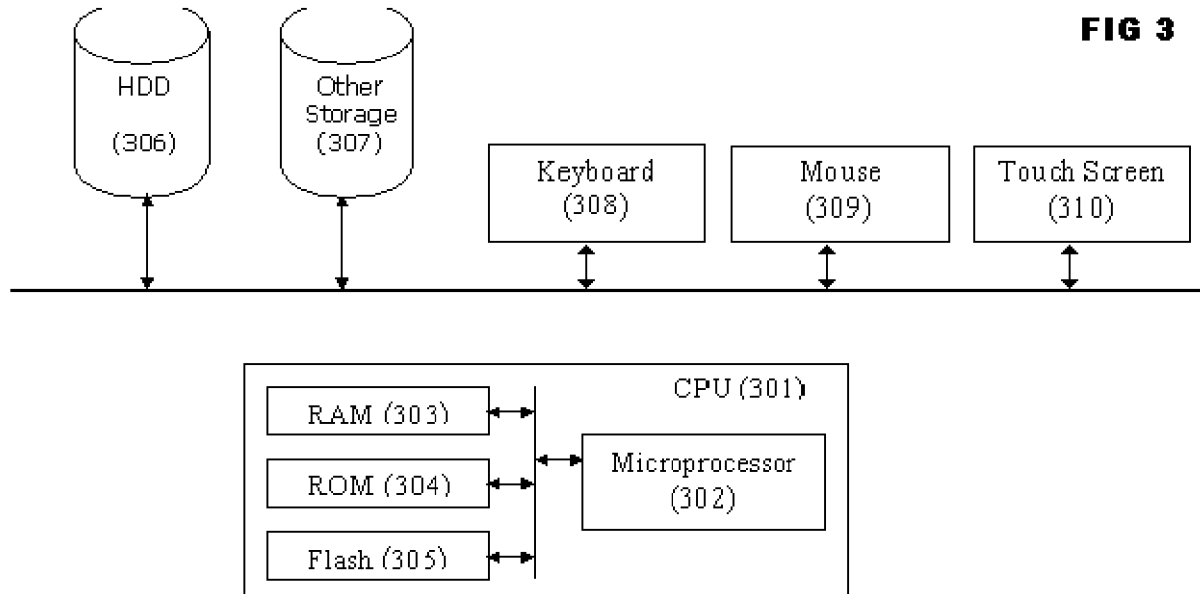 FIG 3
HDD
(306)
Other
Storage
(307)
Keyboard
(308)
Mouse
(309)
Touch Screen
(310)
CPU (301)
RAM (303)
ROM (304)
Flash (305)
Microprocessor
(302)